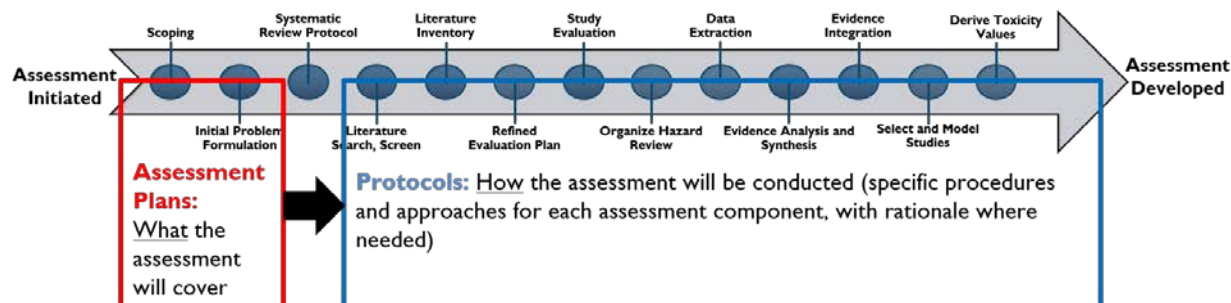 Scoping
Systematic
Review Protocol
Literature
Inventory
Study
Evaluation
Data
Extraction
Evidence
Integration
Derive Toxicity
Values
Assessment
Initiated
Assessment
Developed
Initial Problem
Formulation
Literature
Search, Screen
Refined
Evaluation Plan
Organize Hazard
Review
Evidence Analysis and
Synthesis
Select and Model
Studies
Assessment
Plans:
What the
assessment
will cover
Protocols: How the assessment will be conducted (specific procedures
and approaches for each assessment component, with rationale where
needed)